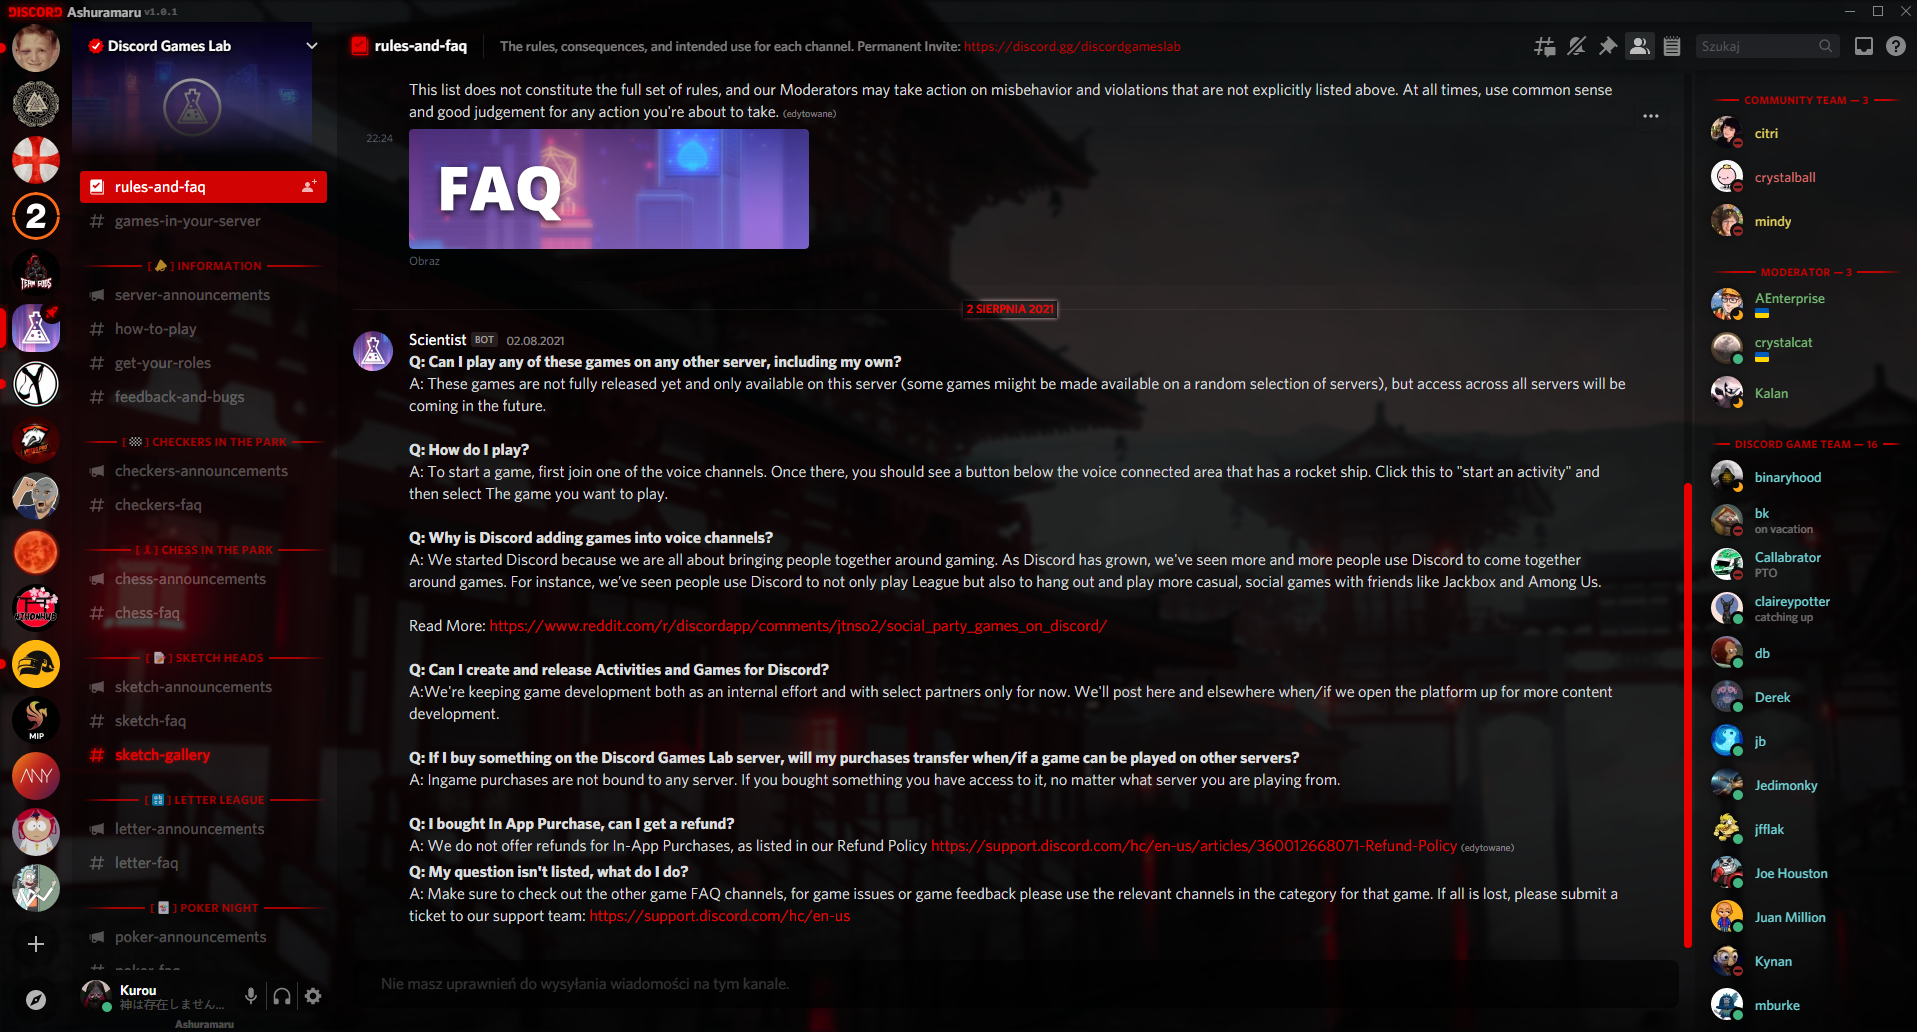 DISCORD Ashuramaru v1.0.1
Discord Games Lab
rules-and-faq
games-in-your-server
[ ] INFORMATION
server-announcements
how-to-play
get-your-roles
feedback-and-bugs
[ ] CHECKERS IN THE PARK
checkers-announcements
checkers-faq
[ ] CHESS IN THE PARK
chess-announcements
chess-faq
[ ] SKETCH HEADS
sketch-announcements
sketch-faq
sketch-gallery
[ ] LETTER LEAGUE
letter-announcements
letter-faq
[ ] POKER NIGHT
poker-announcements
poker-faq
2
TEAM GODS
NIHONHUB
MIP
ANY
Kurou
神は存在しません...
Ashuramaru
rules-and-faq
The rules, consequences, and intended use for each channel. Permanent Invite: https://discord.gg/discordgameslab
Szukaj
This list does not constitute the full set of rules, and our Moderators may take action on misbehavior and violations that are not explicitly listed above. At all times, use common sense
and good judgement for any action you're about to take. (edytowane)
22:24
FAQ
Obraz
2 SIERPNIA 2021
Scientist BOT 02.08.2021
Q: Can I play any of these games on any other server, including my own?
A: These games are not fully released yet and only available on this server (some games miight be made available on a random selection of servers), but access across all servers will be
coming in the future.
Q: How do I play?
A: To start a game, first join one of the voice channels. Once there, you should see a button below the voice connected area that has a rocket ship. Click this to "start an activity" and
then select The game you want to play.
Q: Why is Discord adding games into voice channels?
A: We started Discord because we are all about bringing people together around gaming. As Discord has grown, we've seen more and more people use Discord to come together
around games. For instance, we've seen people use Discord to not only play League but also to hang out and play more casual, social games with friends like Jackbox and Among Us.
Read More: https://www.reddit.com/r/discordapp/comments/jtnso2/social_party_games_on_discord/
Q: Can I create and release Activities and Games for Discord?
A:We're keeping game development both as an internal effort and with select partners only for now. We'll post here and elsewhere when/if we open the platform up for more content
development.
Q: If I buy something on the Discord Games Lab server, will my purchases transfer when/if a game can be played on other servers?
A: Ingame purchases are not bound to any server. If you bought something you have access to it, no matter what server you are playing from.
Q: I bought In App Purchase, can I get a refund?
A: We do not offer refunds for In-App Purchases, as listed in our Refund Policy https://support.discord.com/hc/en-us/articles/360012668071-Refund-Policy (edytowane)
Q: My question isn't listed, what do I do?
A: Make sure to check out the other game FAQ channels, for game issues or game feedback please use the relevant channels in the category for that game. If all is lost, please submit a
ticket to our support team: https://support.discord.com/hc/en-us
Nie masz uprawnień do wysyłania wiadomości na tym kanale.
COMMUNITY TEAM — 3
citri
crystalball
mindy
MODERATOR — 3
AEnterprise
crystalcat
Kalan
DISCORD GAME TEAM — 16
binaryhood
bk
on vacation
Callabrator
PTO
claireypotter
catching up
db
Derek
jb
Jedimonky
jfflak
Joe Houston
Juan Million
Kynan
mburke